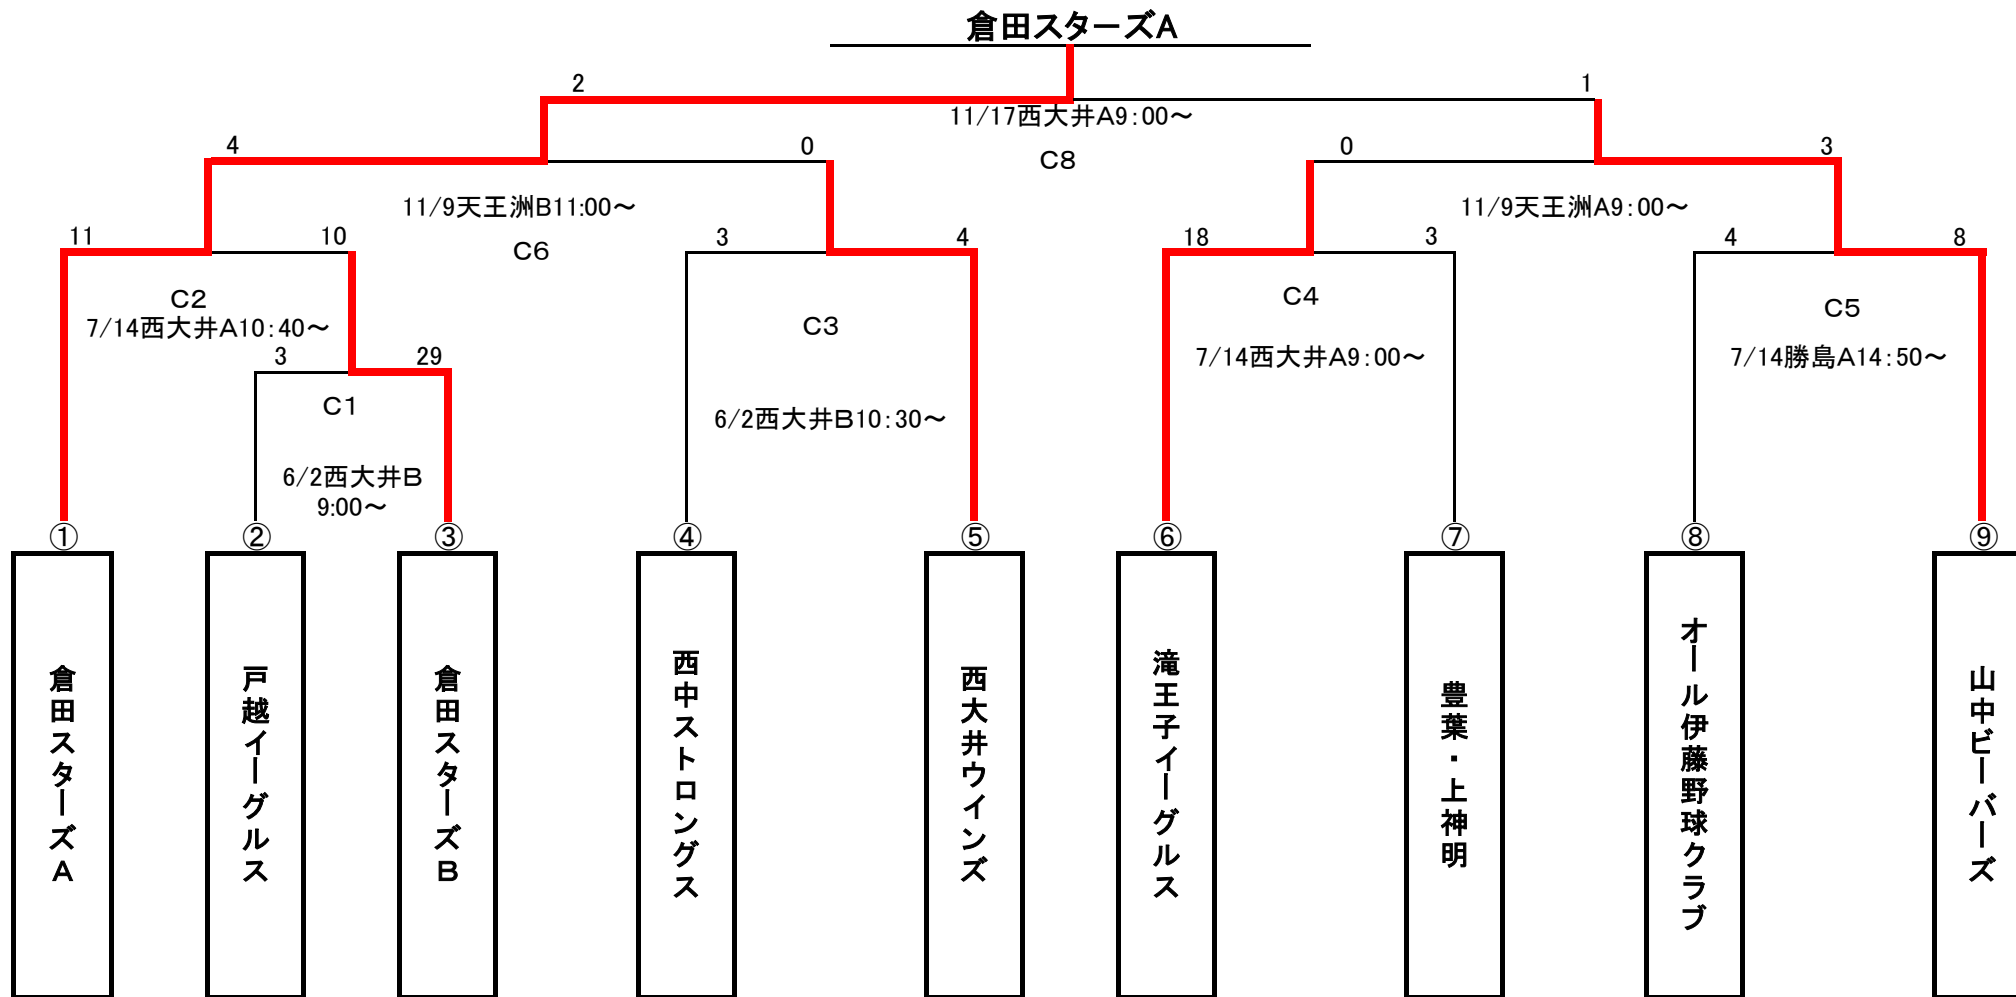 倉田スターズA
2
1
11/17西大井A9:00～
4
0
C8
0
3
11/9天王洲B11:00～
11/9天王洲A9:00～
11
10
C6
3
4
18
3
4
8
C2
7/14西大井A10:40～
C3
C4
C5
7/14西大井A9:00～
7/14勝島A14:50～
3
29
C1
6/2西大井B10:30～
6/2西大井B
9:00～
①
②
③
④
⑤
⑥
⑦
⑧
⑨
倉田スターズA
戸越イーグルス
倉田スターズB
西中ストロングス
西大井ウインズ
滝王子イーグルス
豊葉・上神明
オール伊藤野球クラブ
山中ビーバーズ